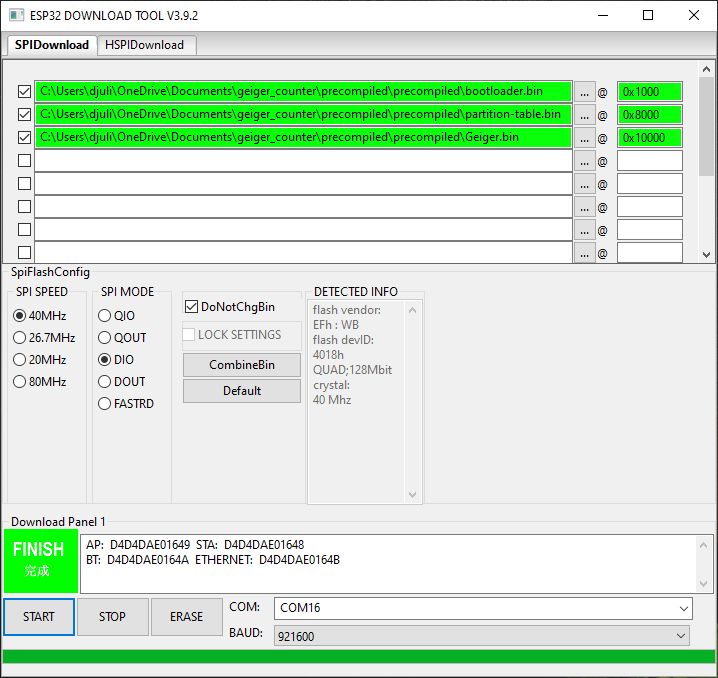 ESP32 DOWNLOAD TOOL V3.9.2
SPIDownload HSPIDownload
C:\Users\djuli\OneDrive\Documents\geiger_counter\precompiled\precompiled\bootloader.bin ... @ 0x1000
C:\Users\djuli\OneDrive\Documents\geiger_counter\precompiled\precompiled\partition-table.bin ... @ 0x8000
C:\Users\djuli\OneDrive\Documents\geiger_counter\precompiled\precompiled\Geiger.bin ... @ 0x10000
... @
... @
... @
... @
... @
SpiFlashConfig
SPI SPEED
40MHz
26.7MHz
20MHz
80MHz
SPI MODE
QIO
QOUT
DIO
DOUT
FASTRD
DoNotChgBin
LOCK SETTINGS
CombineBin
Default
DETECTED INFO
flash vendor:
EFh : WB
flash devID:
4018h
QUAD;128Mbit
crystal:
40 Mhz
Download Panel 1
FINISH
完成
AP: D4D4DAE01649 STA: D4D4DAE01648
BT: D4D4DAE0164A ETHERNET: D4D4DAE0164B
START STOP ERASE
COM: COM16
BAUD: 921600